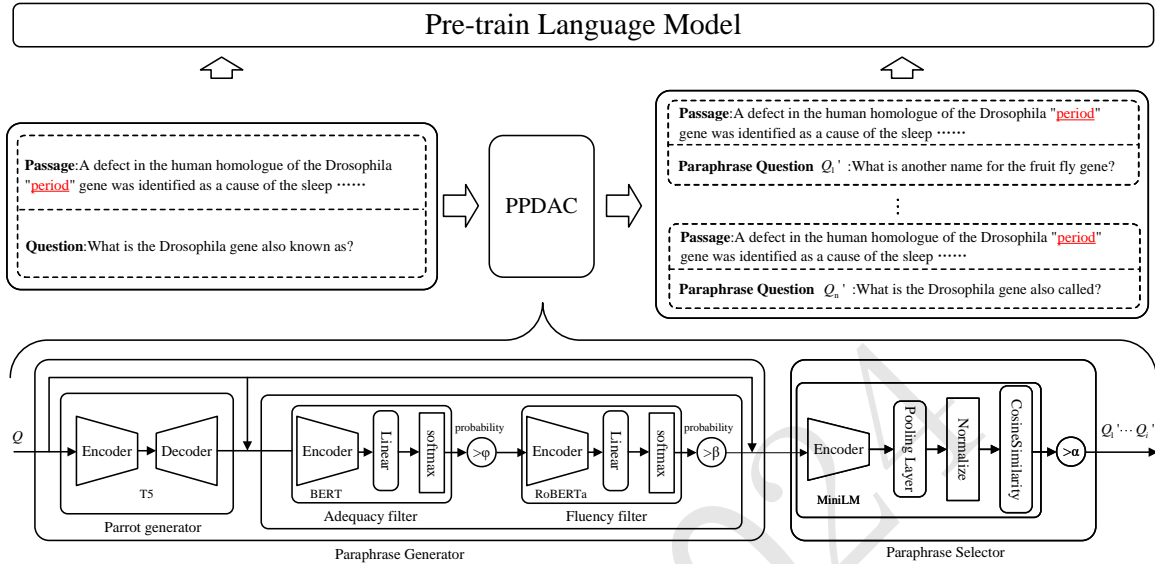 Pre-train Language Model
Passage:A defect in the human homologue of the Drosophila
"period" gene was identified as a cause of the sleep ⋯⋯
Question:What is the Drosophila gene also known as?
PPDAC
Passage:A defect in the human homologue of the Drosophila "period"
gene was identified as a cause of the sleep ⋯⋯
Paraphrase Question Q₁' :What is another name for the fruit fly gene?
⋮
Passage:A defect in the human homologue of the Drosophila "period"
gene was identified as a cause of the sleep ⋯⋯
Paraphrase Question Qₙ' :What is the Drosophila gene also called?
Q
Encoder
Decoder
T5
Parrot generator
Encoder
Linear
softmax
BERT
probability
>φ
Adequacy filter
Encoder
Linear
softmax
RoBERTa
probability
>β
Fluency filter
Paraphrase Generator
Encoder
Pooling Layer
Normalize
CosineSimilarity
MiniLM
>α
Paraphrase Selector
Q₁'⋯Qᵢ'
2024